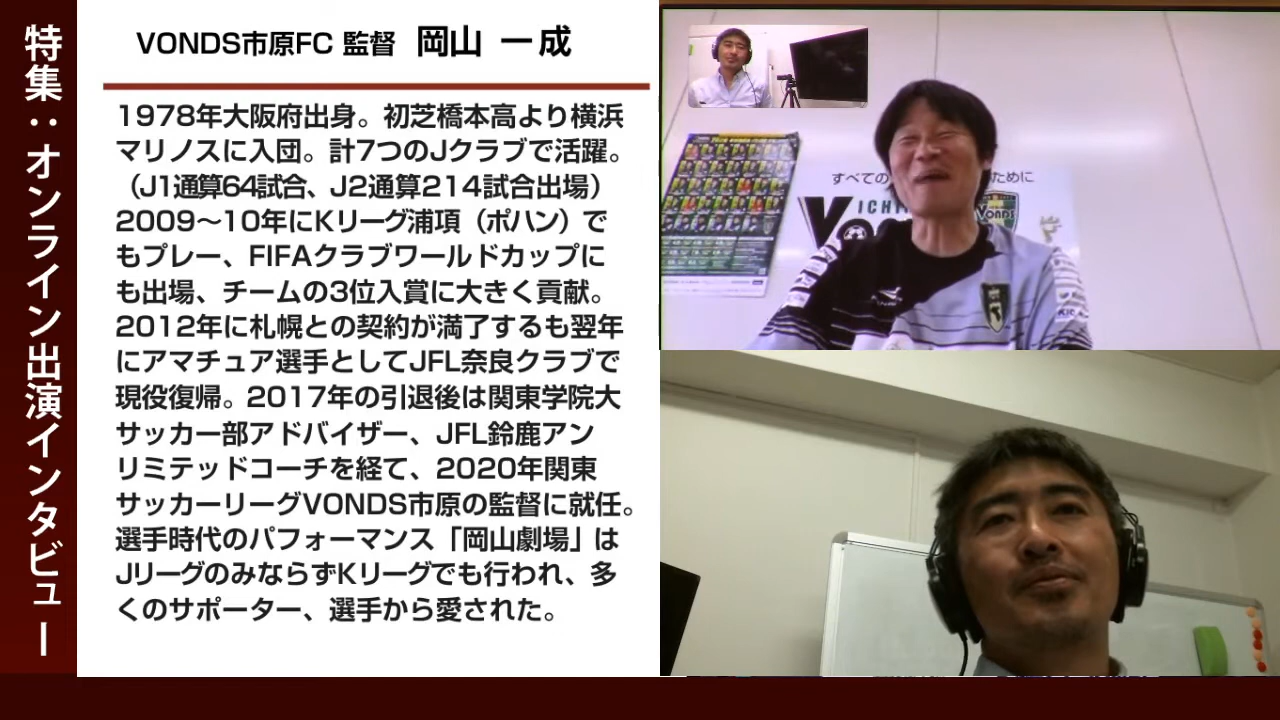 特集：オンライン出演インタビュー
VONDS市原FC 監督 岡山 一成
1978年大阪府出身。初芝橋本高より横浜
マリノスに入団。計7つのJクラブで活躍。
（J1通算64試合、J2通算214試合出場）
2009〜10年にKリーグ浦項（ポハン）で
もプレー、FIFAクラブワールドカップに
も出場、チームの3位入賞に大きく貢献。
2012年に札幌との契約が満了するも翌年
にアマチュア選手としてJFL奈良クラブで
現役復帰。2017年の引退後は関東学院大
サッカー部アドバイザー、JFL鈴鹿アン
リミテッドコーチを経て、2020年関東
サッカーリーグVONDS市原の監督に就任。
選手時代のパフォーマンス「岡山劇場」は
JリーグのみならずKリーグでも行われ、多
くのサポーター、選手から愛された。
すべての
ために
ICH
VONDS